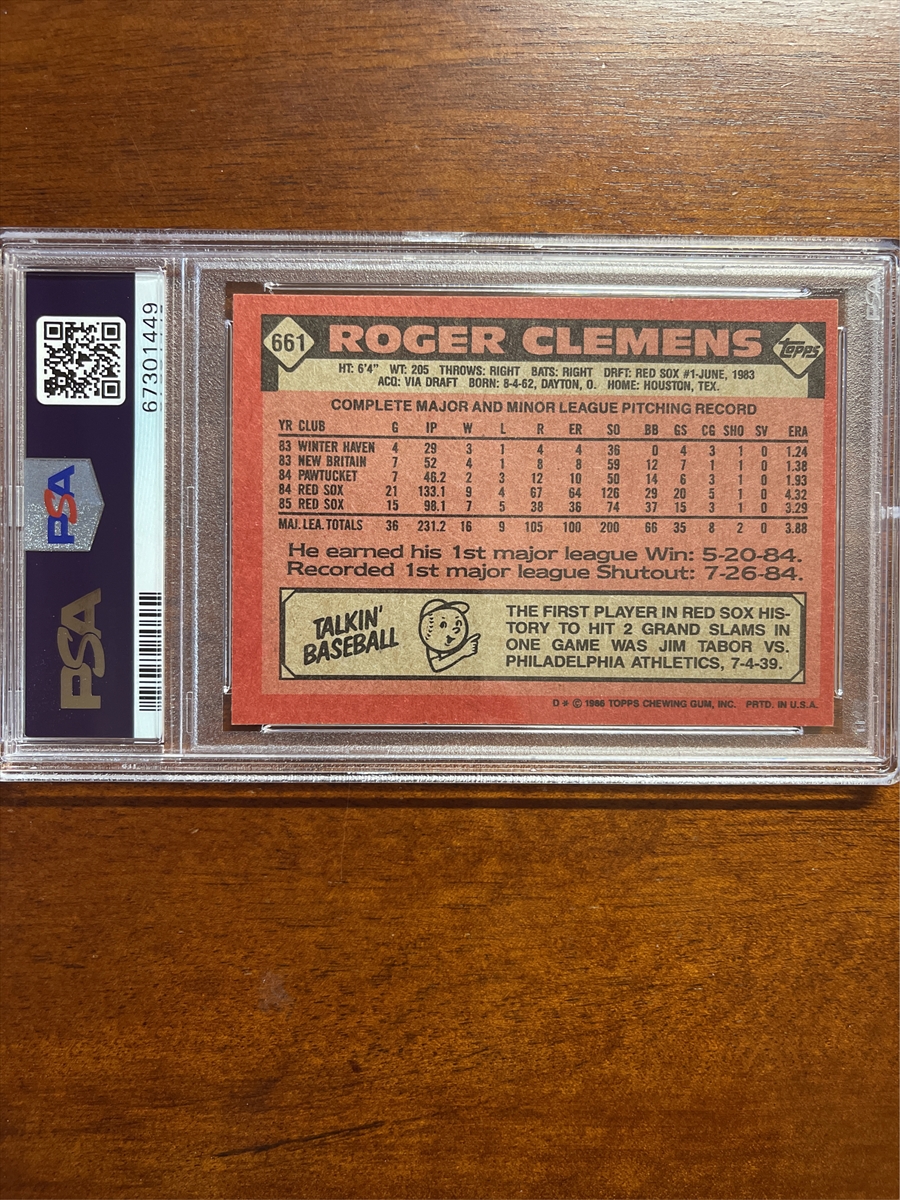 67301449
PSA
PSA
661
ROGER CLEMENS
Topps
HT: 6'4" WT: 205 THROWS: RIGHT BATS: RIGHT DRFT: RED SOX #1-JUNE, 1983
ACQ: VIA DRAFT BORN: 8-4-62, DAYTON, O. HOME: HOUSTON, TEX.
COMPLETE MAJOR AND MINOR LEAGUE PITCHING RECORD
YR CLUB G IP W L R ER SO BB GS CG SHO SV ERA
83 WINTER HAVEN 4 29 3 1 4 4 36 0 4 3 1 0 1.24
83 NEW BRITAIN 7 52 4 1 8 8 59 12 7 1 1 0 1.38
84 PAWTUCKET 7 46.2 2 3 12 10 50 14 6 3 1 0 1.93
84 RED SOX 21 133.1 9 4 67 64 126 29 20 5 1 0 4.32
85 RED SOX 15 98.1 7 5 38 36 74 37 15 3 1 0 3.29
MAJ. LEA. TOTALS 36 231.2 16 9 105 100 200 66 35 8 2 0 3.88
He earned his 1st major league Win: 5-20-84.
Recorded 1st major league Shutout: 7-26-84.
TALKIN'
BASEBALL
THE FIRST PLAYER IN RED SOX HIS-
TORY TO HIT 2 GRAND SLAMS IN
ONE GAME WAS JIM TABOR VS.
PHILADELPHIA ATHLETICS, 7-4-39.
D* © 1986 TOPPS CHEWING GUM, INC. PRTD. IN U.S.A.